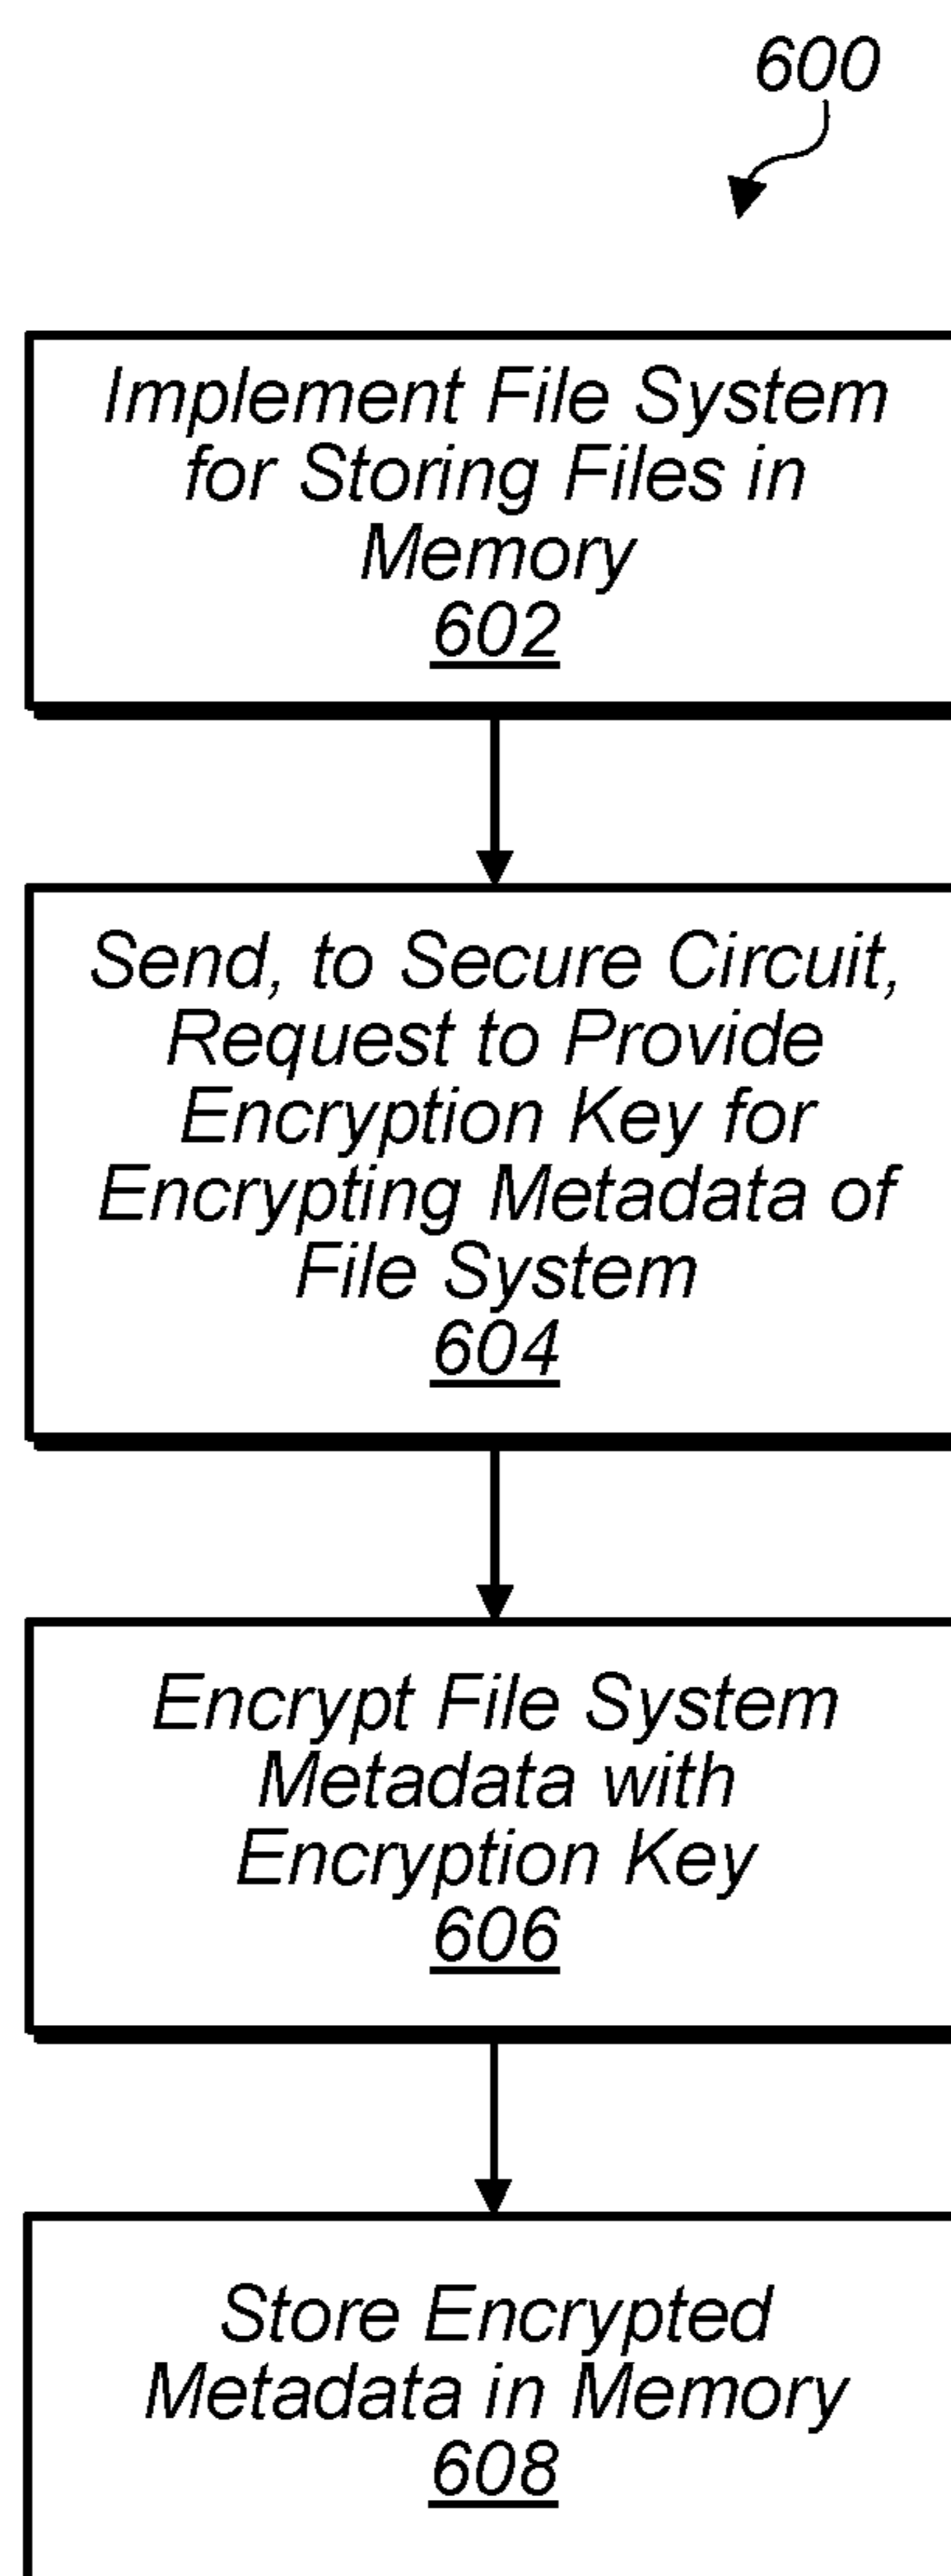 600
Implement File System
for Storing Files in
Memory
602
Send, to Secure Circuit,
Request to Provide
Encryption Key for
Encrypting Metadata of
File System
604
Encrypt File System
Metadata with
Encryption Key
606
Store Encrypted
Metadata in Memory
608